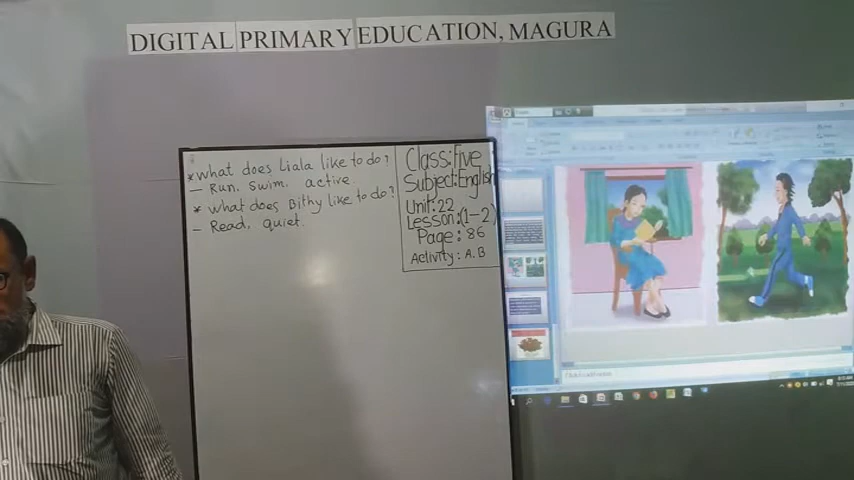 DIGITAL PRIMARY EDUCATION, MAGURA
* What does Liala like to do?
- Run. Swim. active.
* What does Bithy like to do?
- Read. quiet.
Class: Five
Subject: English
Unit: 22
Lesson: (1-2)
Page: 86
Activity: A. B